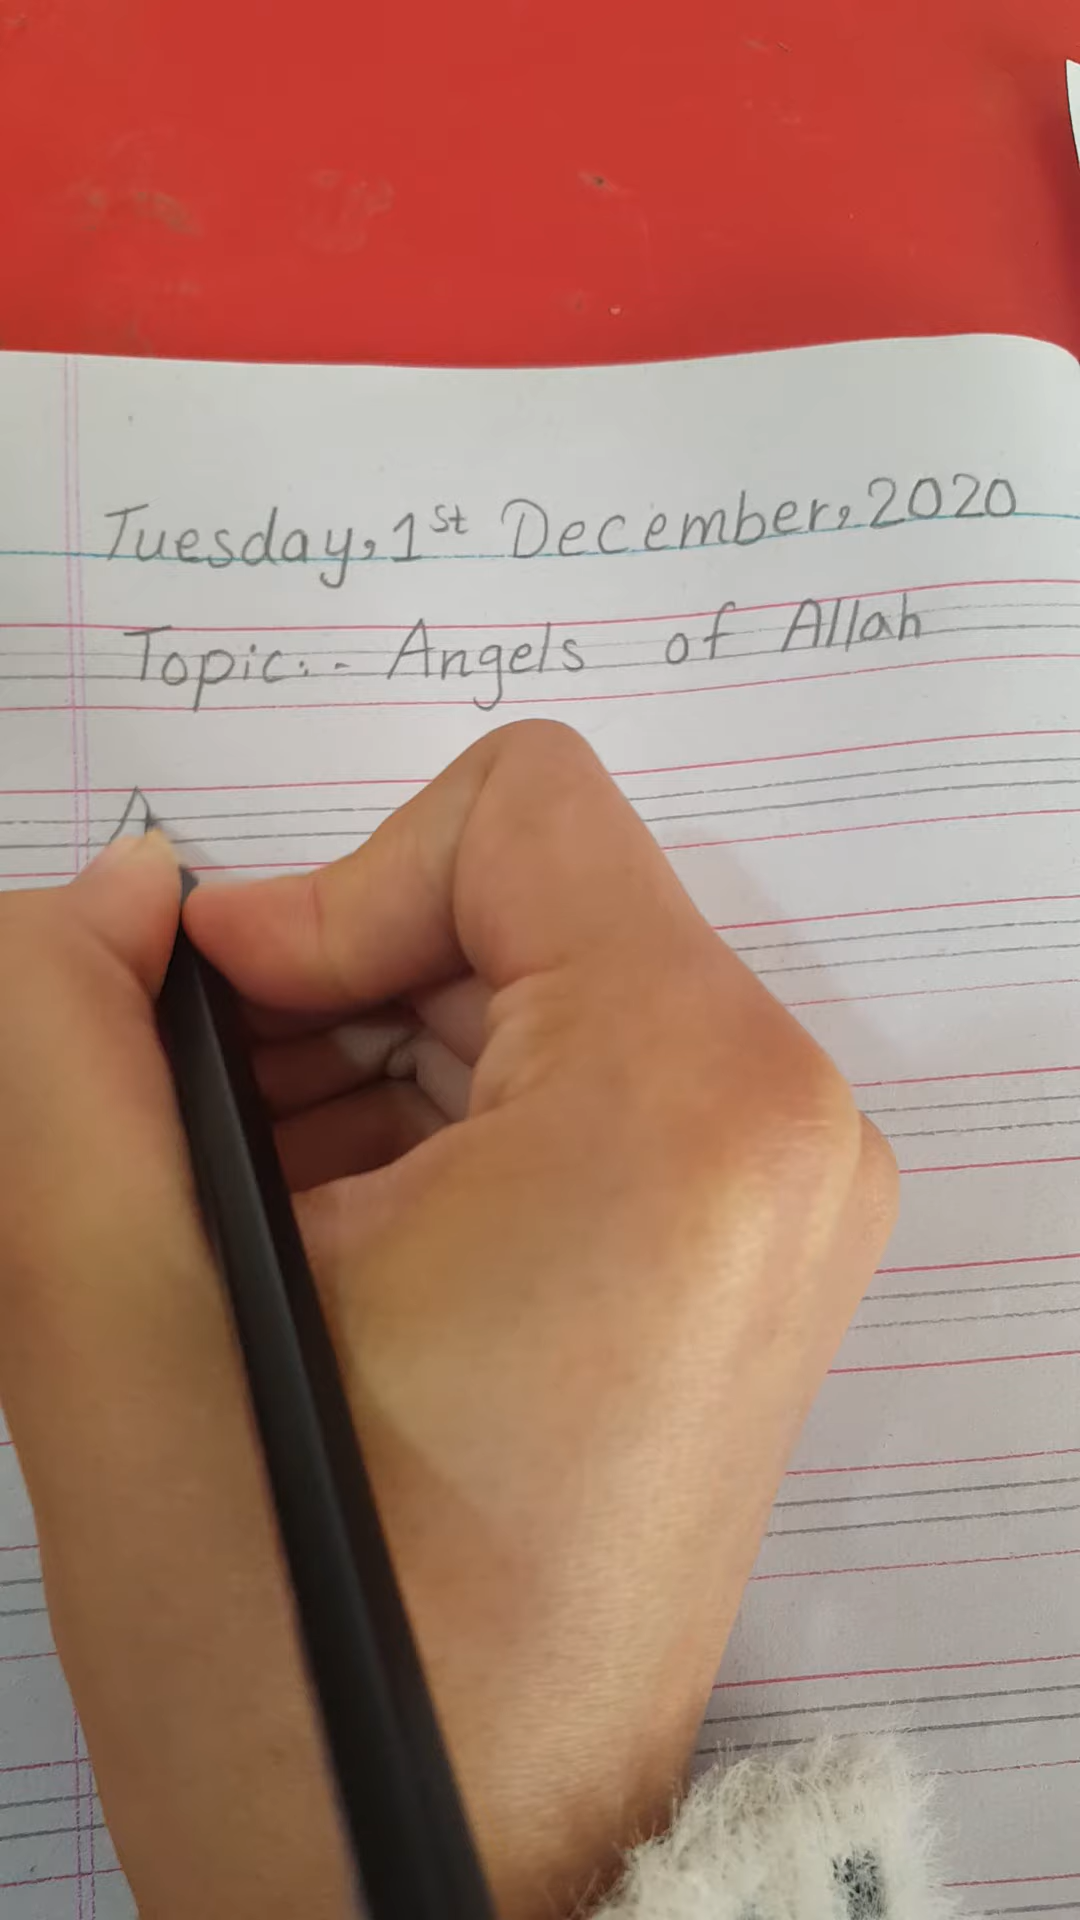 Tuesday, 1st December, 2020
Topic:- Angels of Allah
A